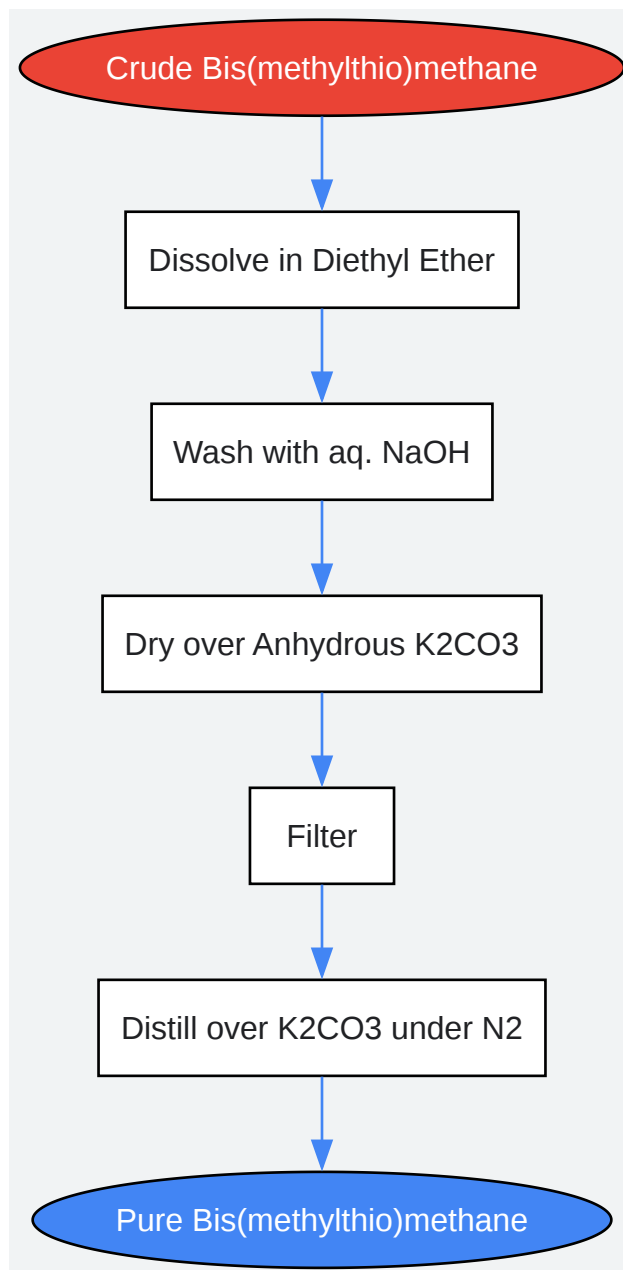 Crude Bis(methylthio)methane
Dissolve in Diethyl Ether
Wash with aq. NaOH
Dry over Anhydrous K2CO3
Filter
Distill over K2CO3 under N2
Pure Bis(methylthio)methane